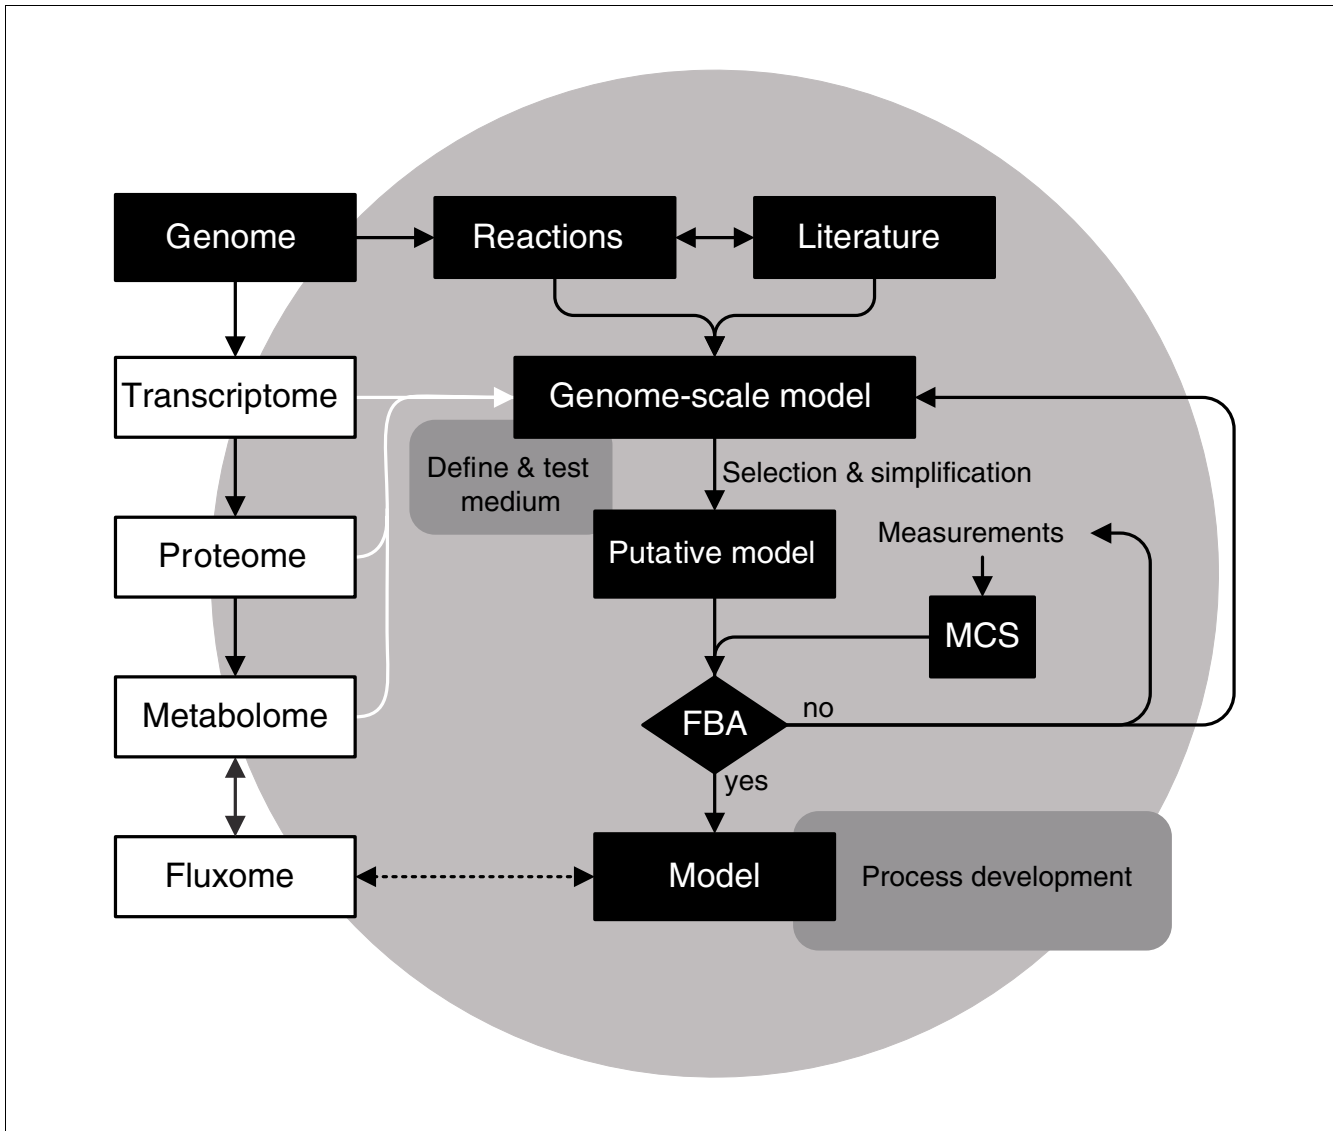 Genome
Reactions
Literature
Transcriptome
Genome-scale model
Define & test
medium
Selection & simplification
Proteome
Putative model
Measurements
MCS
Metabolome
FBA
no
yes
Fluxome
Model
Process development